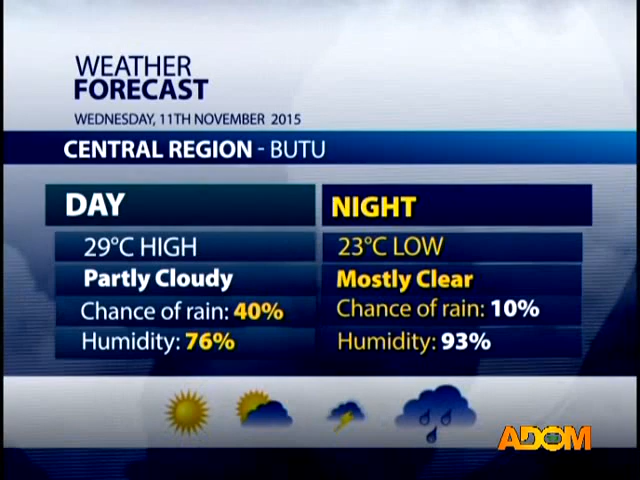 WEATHER
FORECAST
WEDNESDAY, 11TH NOVEMBER 2015
CENTRAL REGION - BUTU
DAY
29°C HIGH
Partly Cloudy
Chance of rain: 40%
Humidity: 76%
NIGHT
23°C LOW
Mostly Clear
Chance of rain: 10%
Humidity: 93%
ADOM